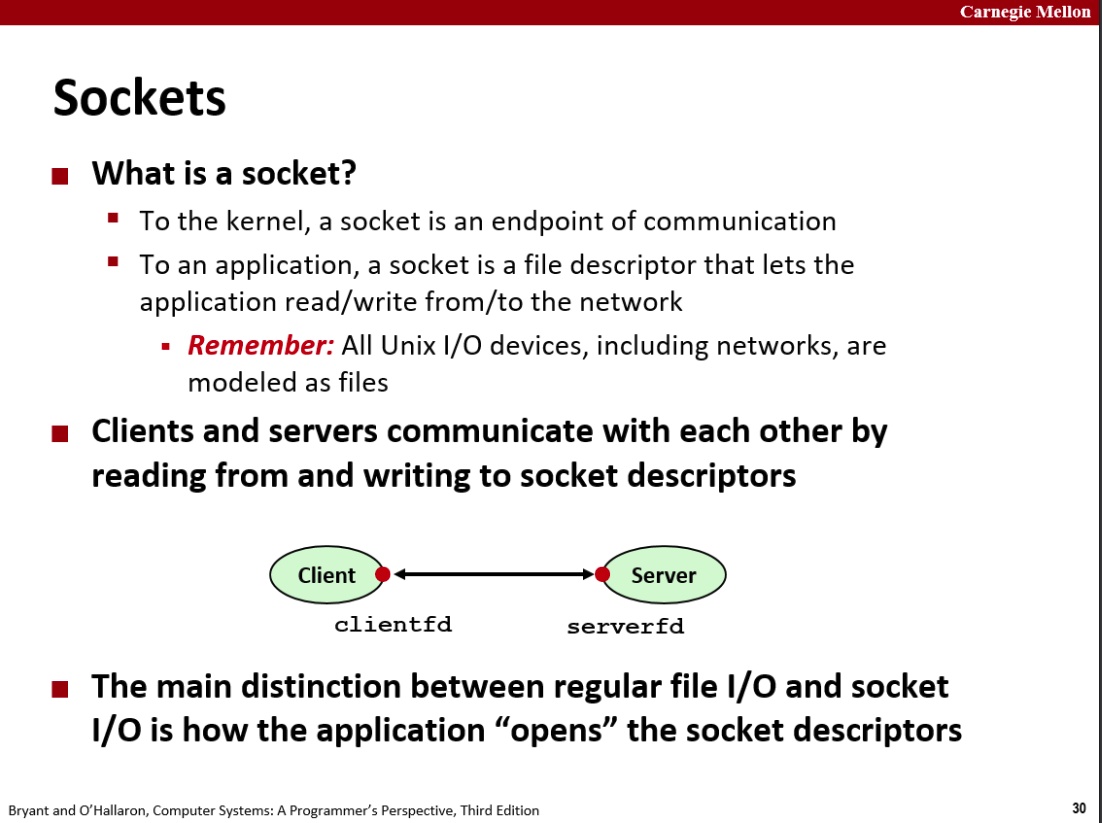 Carnegie Mellon
Sockets
What is a socket?
To the kernel, a socket is an endpoint of communication
To an application, a socket is a file descriptor that lets the
application read/write from/to the network
Remember: All Unix I/O devices, including networks, are
modeled as files
Clients and servers communicate with each other by
reading from and writing to socket descriptors
Client
Server
clientfd
serverfd
The main distinction between regular file I/O and socket
I/O is how the application “opens” the socket descriptors
Bryant and O’Hallaron, Computer Systems: A Programmer’s Perspective, Third Edition
30